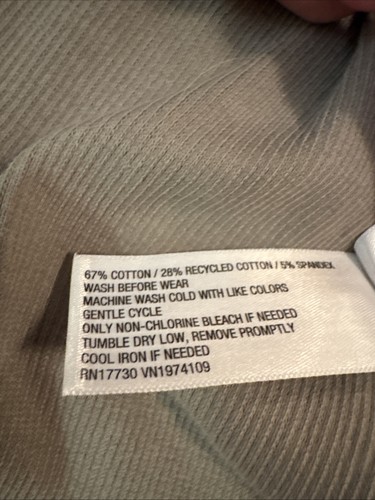 67% COTTON / 28% RECYCLED COTTON / 5% SPANDEX
WASH BEFORE WEAR
MACHINE WASH COLD WITH LIKE COLORS
GENTLE CYCLE
ONLY NON-CHLORINE BLEACH IF NEEDED
TUMBLE DRY LOW, REMOVE PROMPTLY
COOL IRON IF NEEDED
RN17730 VN1974109